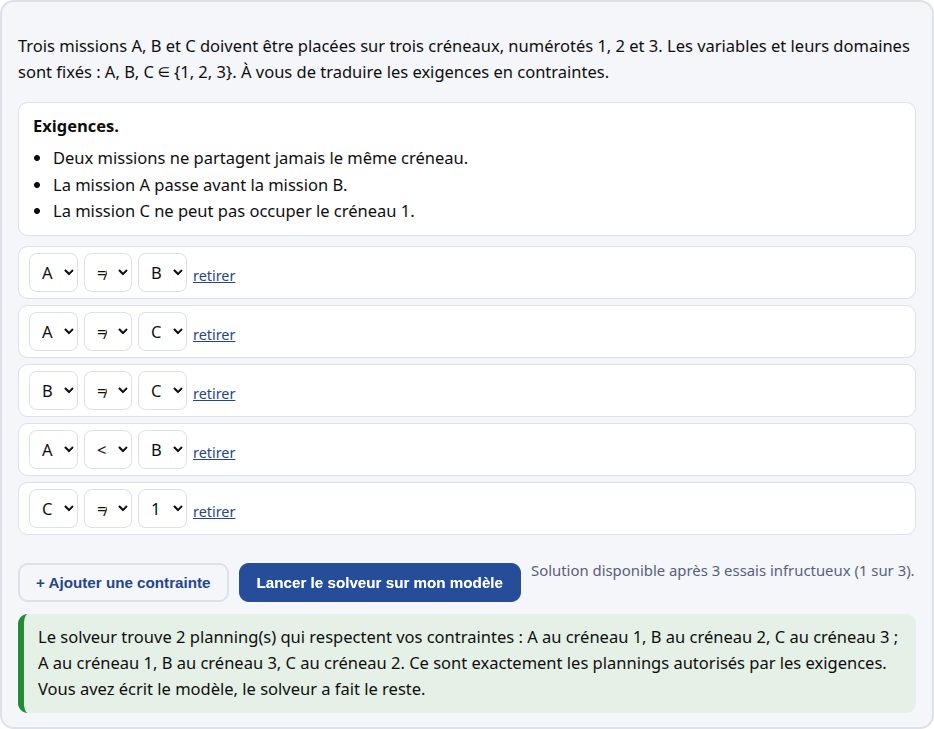 Trois missions A, B et C doivent être placées sur trois créneaux, numérotés 1, 2 et 3. Les variables et leurs domaines
sont fixés : A, B, C ∈ {1, 2, 3}. À vous de traduire les exigences en contraintes.
Exigences.
• Deux missions ne partagent jamais le même créneau.
• La mission A passe avant la mission B.
• La mission C ne peut pas occuper le créneau 1.
A ≠ B retirer
A ≠ C retirer
B ≠ C retirer
A < B retirer
C ≠ 1 retirer
+ Ajouter une contrainte Lancer le solveur sur mon modèle Solution disponible après 3 essais infructueux (1 sur 3).
Le solveur trouve 2 planning(s) qui respectent vos contraintes : A au créneau 1, B au créneau 2, C au créneau 3 ;
A au créneau 1, B au créneau 3, C au créneau 2. Ce sont exactement les plannings autorisés par les exigences.
Vous avez écrit le modèle, le solveur a fait le reste.